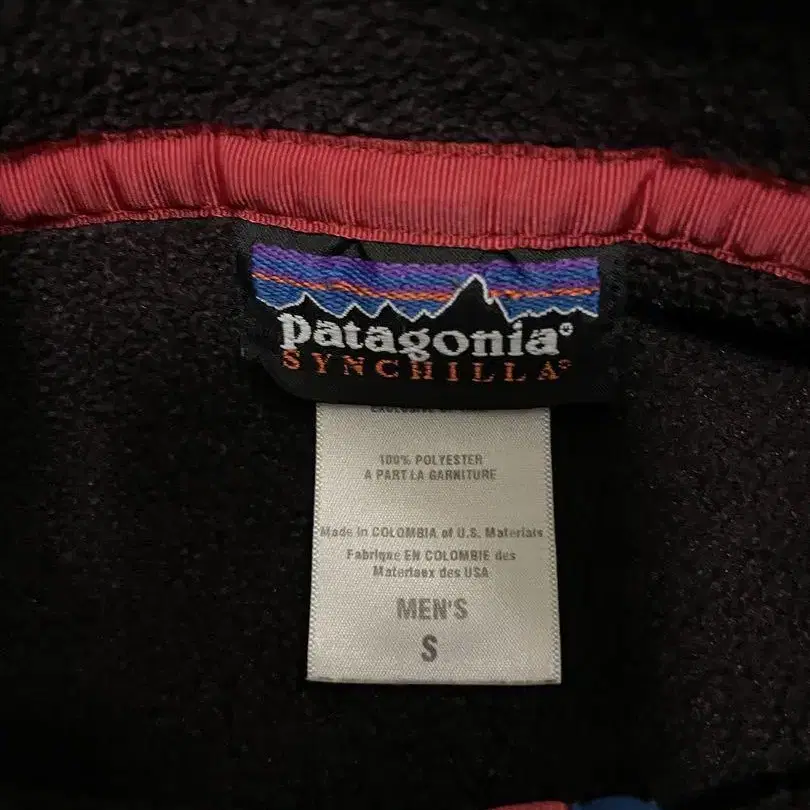 patagonia®
SYNCHILLA®
100% POLYESTER
A PART LA GARNITURE
Made in COLOMBIA of U.S. Materials
Fabrique EN COLOMBIE des
Materiaux des USA
MEN'S
S